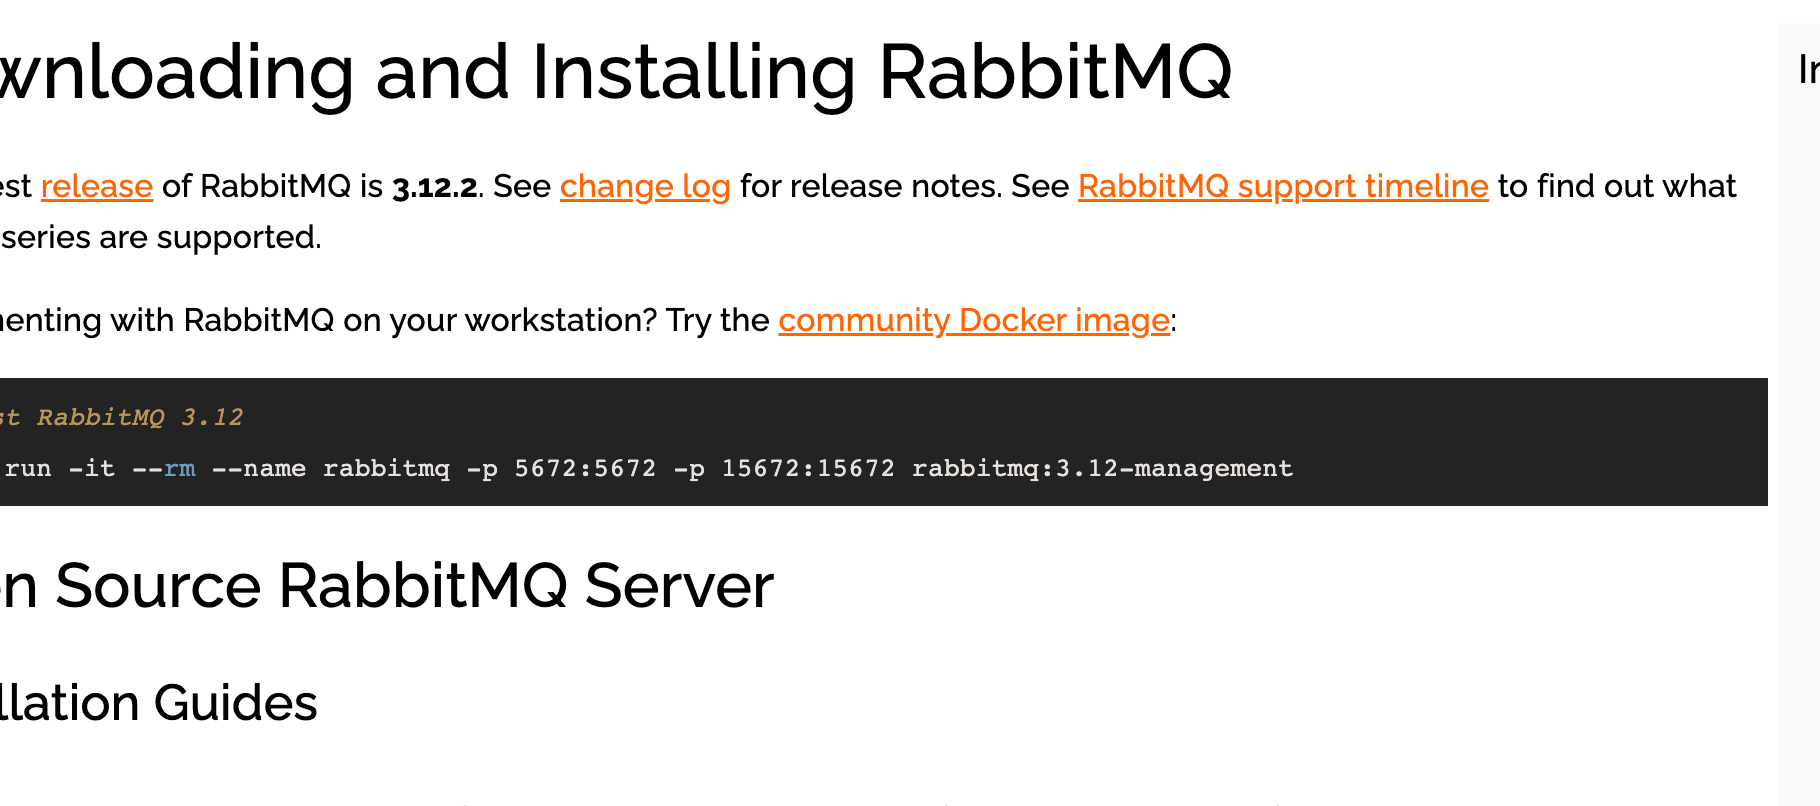 wnloading and Installing RabbitMQ
In
est release of RabbitMQ is 3.12.2. See change log for release notes. See RabbitMQ support timeline to find out what
series are supported.
enting with RabbitMQ on your workstation? Try the community Docker image:
st RabbitMQ 3.12
run -it --rm --name rabbitmq -p 5672:5672 -p 15672:15672 rabbitmq:3.12-management
n Source RabbitMQ Server
llation Guides